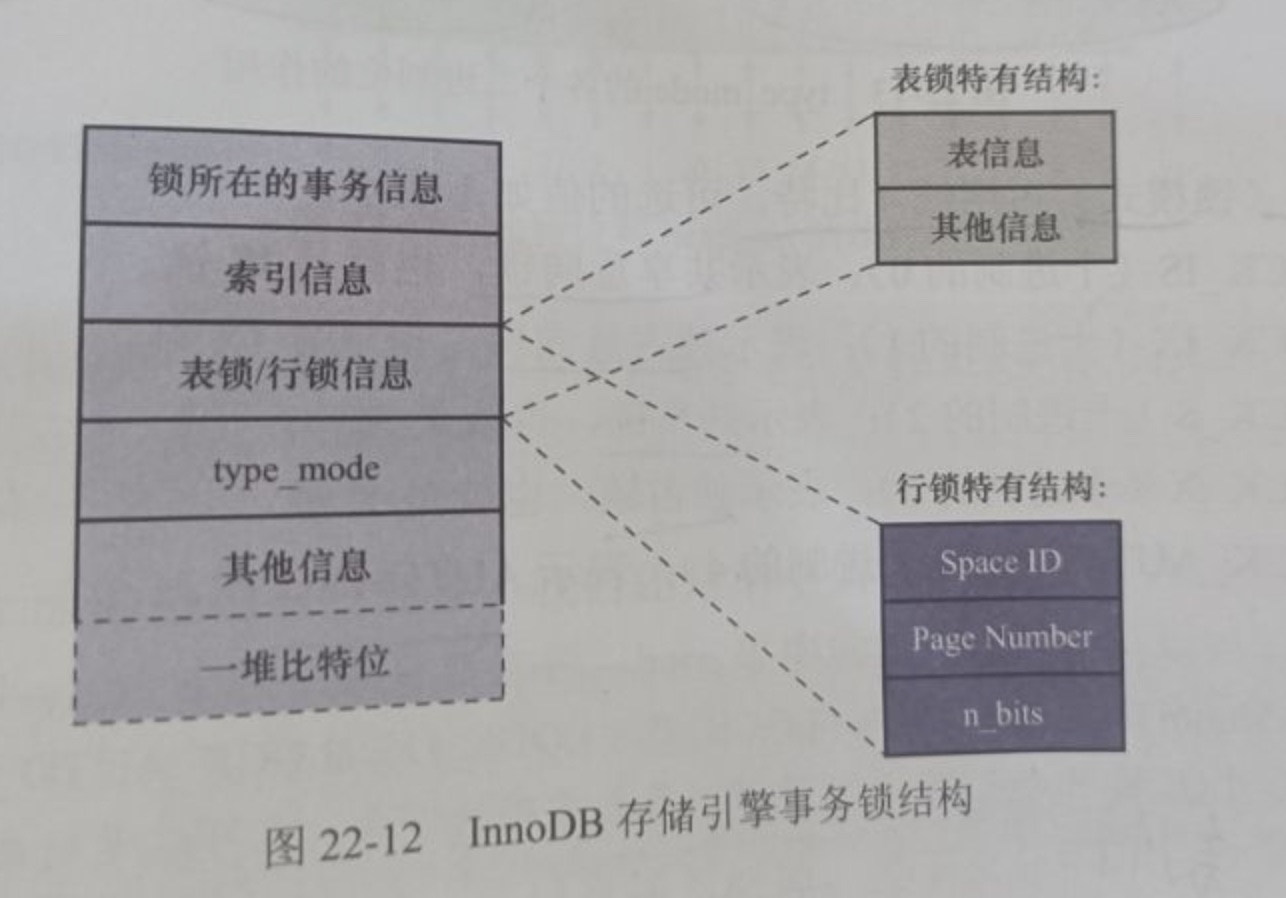 锁所在的事务信息
索引信息
表锁/行锁信息
type_mode
其他信息
一堆比特位
表锁特有结构:
表信息
其他信息
行锁特有结构:
Space ID
Page Number
n_bits
图 22-12 InnoDB 存储引擎事务锁结构